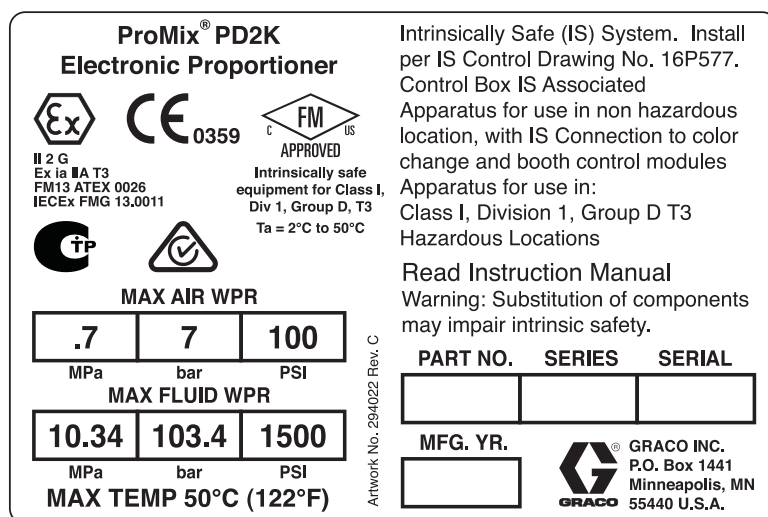 ProMix® PD2K
Electronic Proportioner
Ex
CE 0359
FM
C US
APPROVED
II 2 G
Ex ia IIA T3
FM13 ATEX 0026
IECEx FMG 13.0011
Intrinsically safe
equipment for Class I,
Div 1, Group D, T3
Ta = 2°C to 50°C
MAX AIR WPR
.7 7 100
MPa bar PSI
MAX FLUID WPR
10.34 103.4 1500
MPa bar PSI
MAX TEMP 50°C (122°F)
Artwork No. 294022 Rev. C
Intrinsically Safe (IS) System. Install
per IS Control Drawing No. 16P577.
Control Box IS Associated
Apparatus for use in non hazardous
location, with IS Connection to color
change and booth control modules
Apparatus for use in:
Class I, Division 1, Group D T3
Hazardous Locations
Read Instruction Manual
Warning: Substitution of components
may impair intrinsic safety.
PART NO. SERIES SERIAL
MFG. YR.
G
GRACO
GRACO INC.
P.O. Box 1441
Minneapolis, MN
55440 U.S.A.